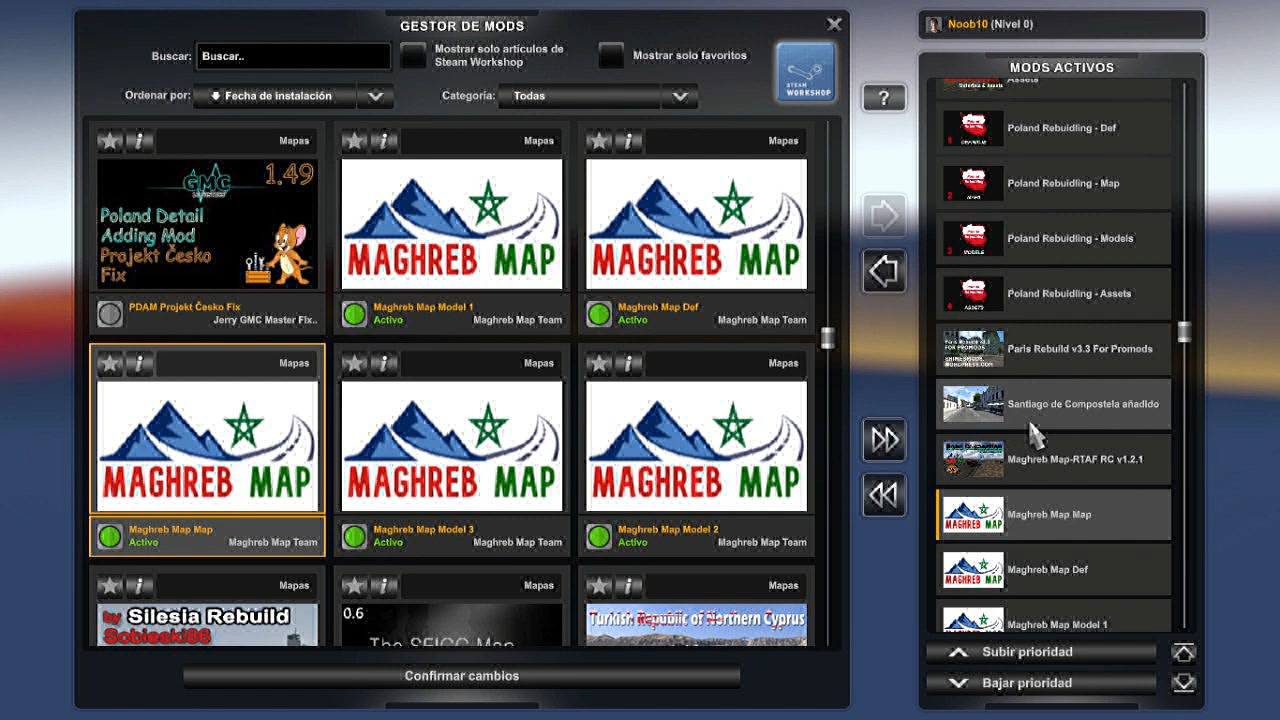 GESTOR DE MODS
Buscar:
Buscar..
Mostrar solo artículos de
Steam Workshop
Mostrar solo favoritos
STEAM
WORKSHOP
Ordenar por:
Fecha de instalación
Categoría:
Todas
Mapas
Mapas
Mapas
GMC
1.49
Poland Detail
Adding Mod
Projekt Česko
Fix
MAGHREB MAP
MAGHREB MAP
PDAM Projekt Česko Fix
Jerry GMC Master Fix..
Maghreb Map Model 1
Activo
Maghreb Map Team
Maghreb Map Def
Activo
Maghreb Map Team
Mapas
Mapas
Mapas
MAGHREB MAP
MAGHREB MAP
MAGHREB MAP
Maghreb Map Map
Activo
Maghreb Map Team
Maghreb Map Model 3
Activo
Maghreb Map Team
Maghreb Map Model 2
Activo
Maghreb Map Team
Mapas
Mapas
Mapas
by Silesia Rebuild
Sobieski86
0.6
Turkish Republic of Northern Cyprus
Confirmar cambios
?
Noob10 (Nivel 0)
MODS ACTIVOS
Assets
Poland Rebuidling - Def
Poland Rebuidling - Map
Poland Rebuidling - Models
Poland Rebuidling - Assets
Paris Rebuild v3.3 For Promods
Santiago de Compostela añadido
Maghreb Map-RTAF RC v1.2.1
MAGHREB MAP
Maghreb Map Map
MAGHREB MAP
Maghreb Map Def
Maghreb Map Model 1
Subir prioridad
Bajar prioridad